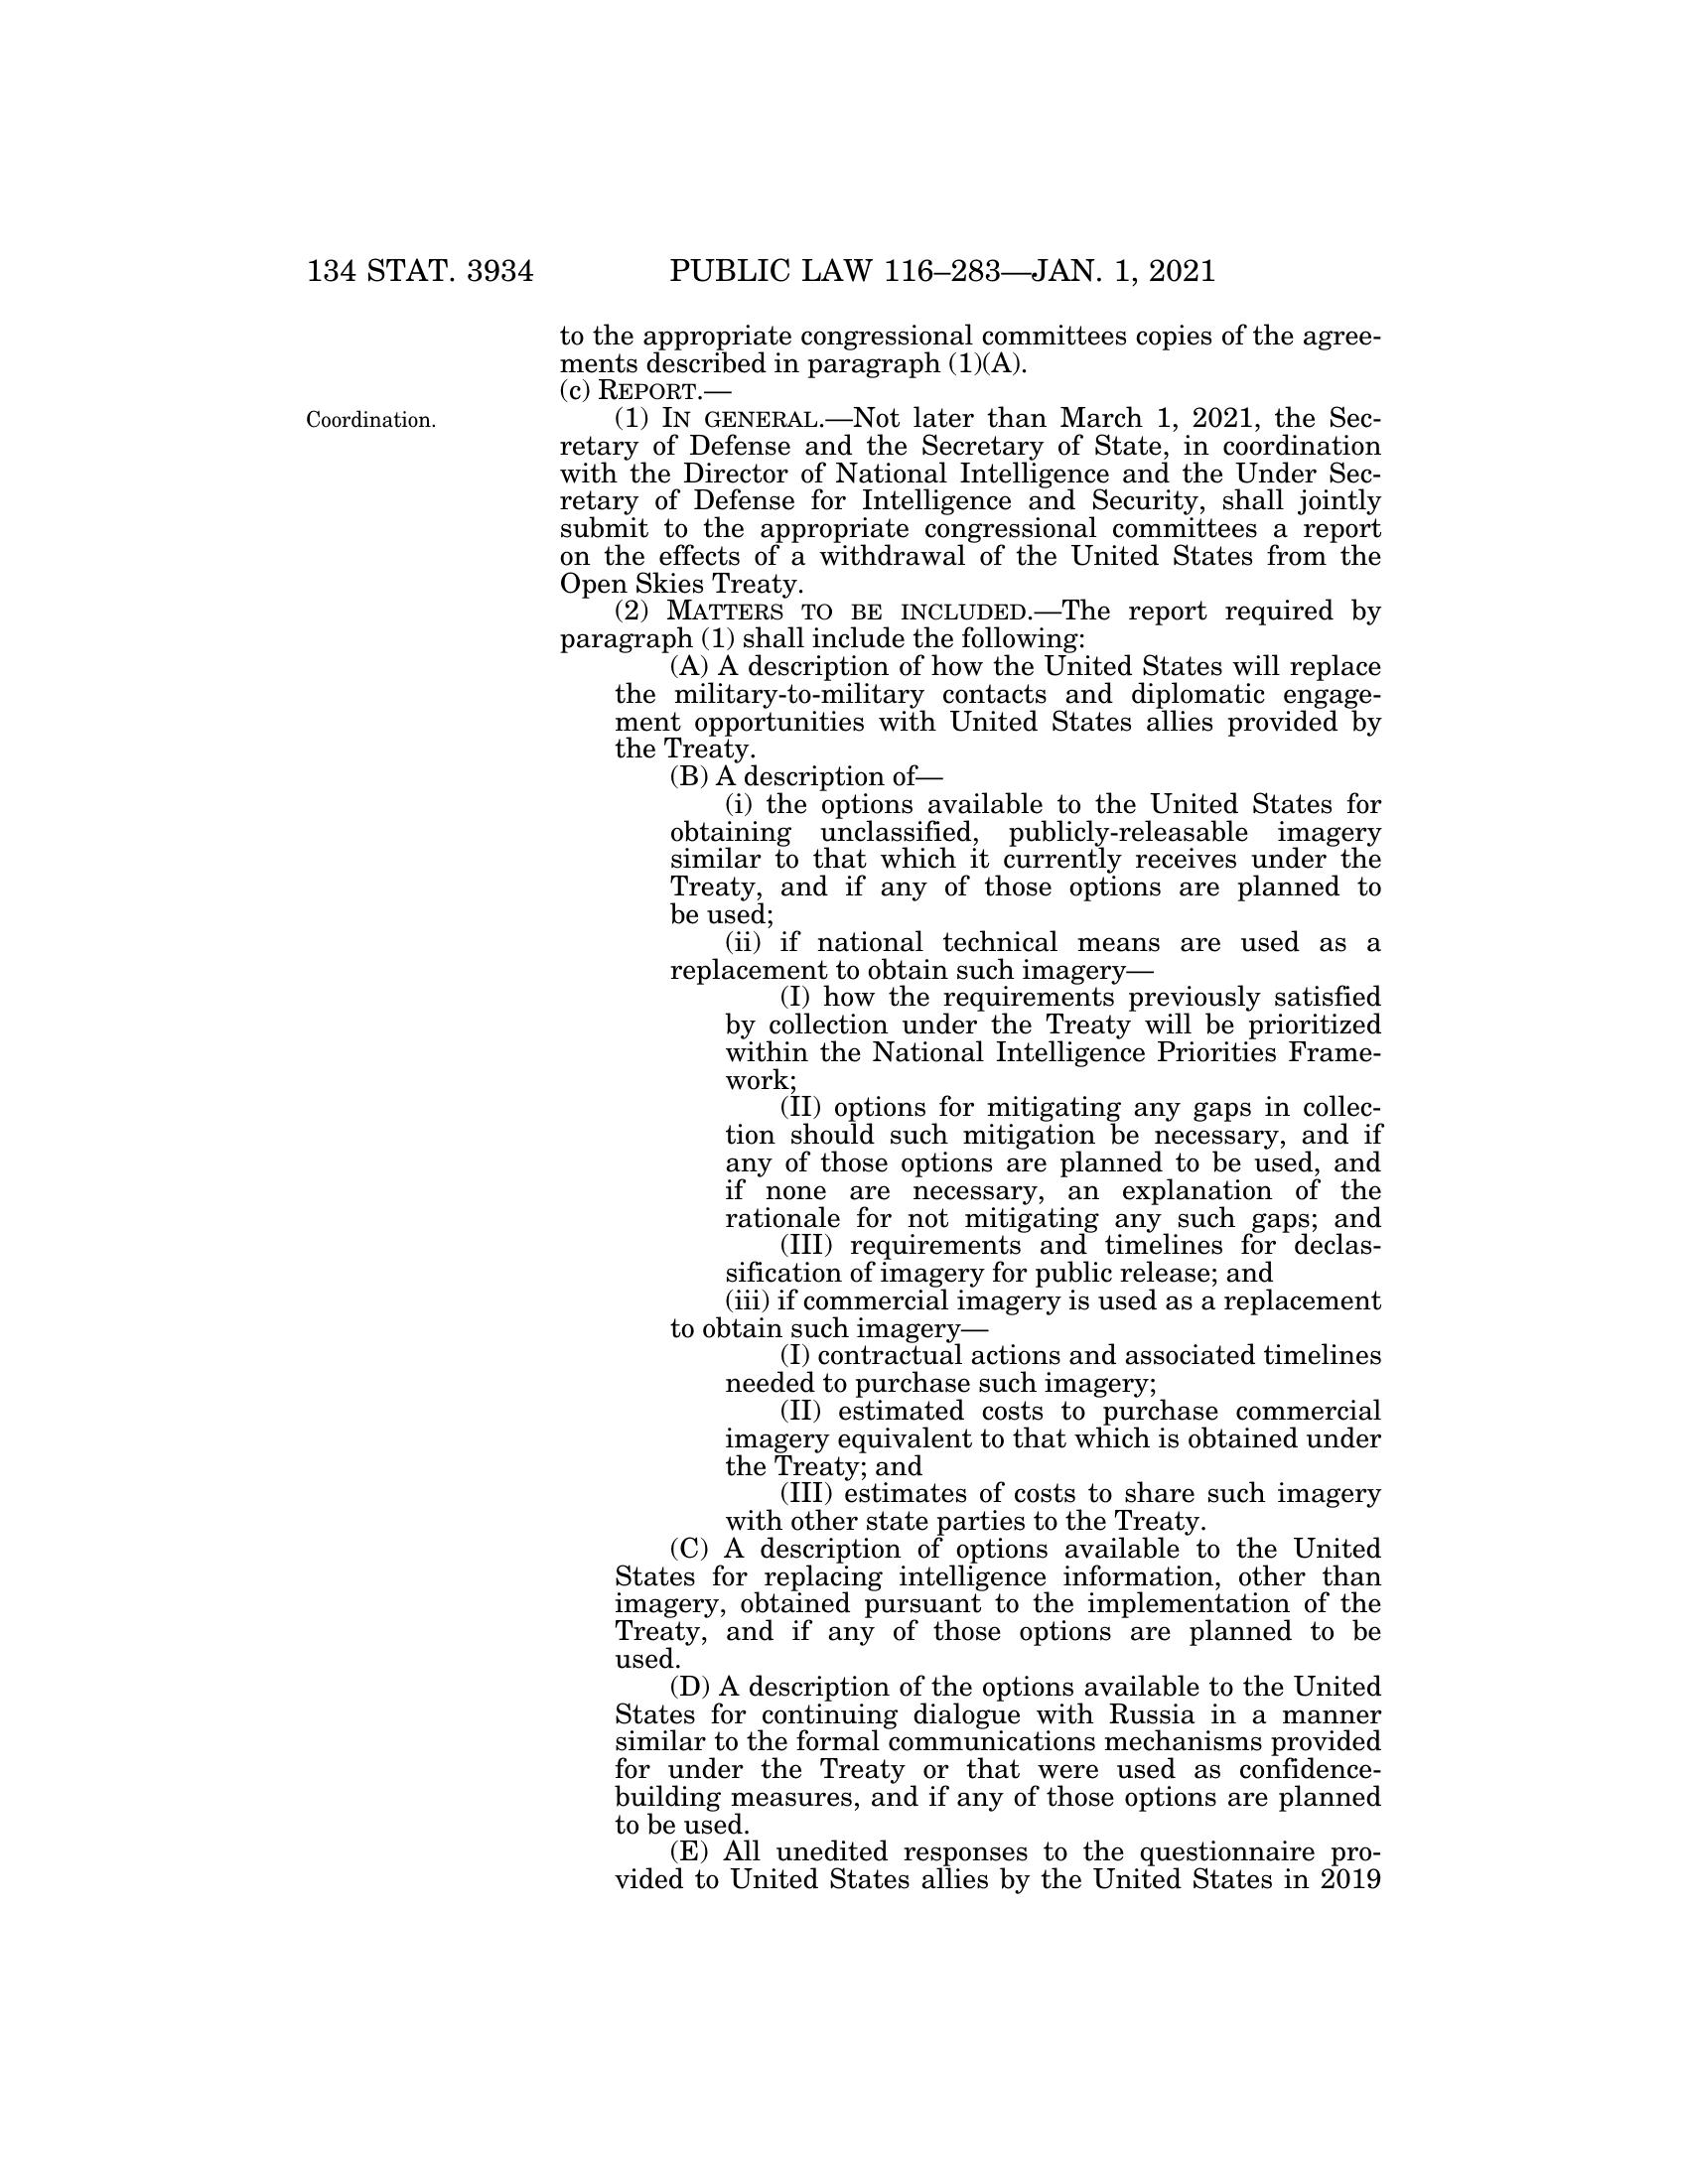 134 STAT. 3934 PUBLIC LAW 116–283—JAN. 1, 2021
to the appropriate congressional committees copies of the agree-
ments described in paragraph (1)(A).
(c) REPORT.—
Coordination.
(1) IN GENERAL.—Not later than March 1, 2021, the Sec-
retary of Defense and the Secretary of State, in coordination
with the Director of National Intelligence and the Under Sec-
retary of Defense for Intelligence and Security, shall jointly
submit to the appropriate congressional committees a report
on the effects of a withdrawal of the United States from the
Open Skies Treaty.
(2) MATTERS TO BE INCLUDED.—The report required by
paragraph (1) shall include the following:
(A) A description of how the United States will replace
the military-to-military contacts and diplomatic engage-
ment opportunities with United States allies provided by
the Treaty.
(B) A description of—
(i) the options available to the United States for
obtaining unclassified, publicly-releasable imagery
similar to that which it currently receives under the
Treaty, and if any of those options are planned to
be used;
(ii) if national technical means are used as a
replacement to obtain such imagery—
(I) how the requirements previously satisfied
by collection under the Treaty will be prioritized
within the National Intelligence Priorities Frame-
work;
(II) options for mitigating any gaps in collec-
tion should such mitigation be necessary, and if
any of those options are planned to be used, and
if none are necessary, an explanation of the
rationale for not mitigating any such gaps; and
(III) requirements and timelines for declas-
sification of imagery for public release; and
(iii) if commercial imagery is used as a replacement
to obtain such imagery—
(I) contractual actions and associated timelines
needed to purchase such imagery;
(II) estimated costs to purchase commercial
imagery equivalent to that which is obtained under
the Treaty; and
(III) estimates of costs to share such imagery
with other state parties to the Treaty.
(C) A description of options available to the United
States for replacing intelligence information, other than
imagery, obtained pursuant to the implementation of the
Treaty, and if any of those options are planned to be
used.
(D) A description of the options available to the United
States for continuing dialogue with Russia in a manner
similar to the formal communications mechanisms provided
for under the Treaty or that were used as confidence-
building measures, and if any of those options are planned
to be used.
(E) All unedited responses to the questionnaire pro-
vided to United States allies by the United States in 2019